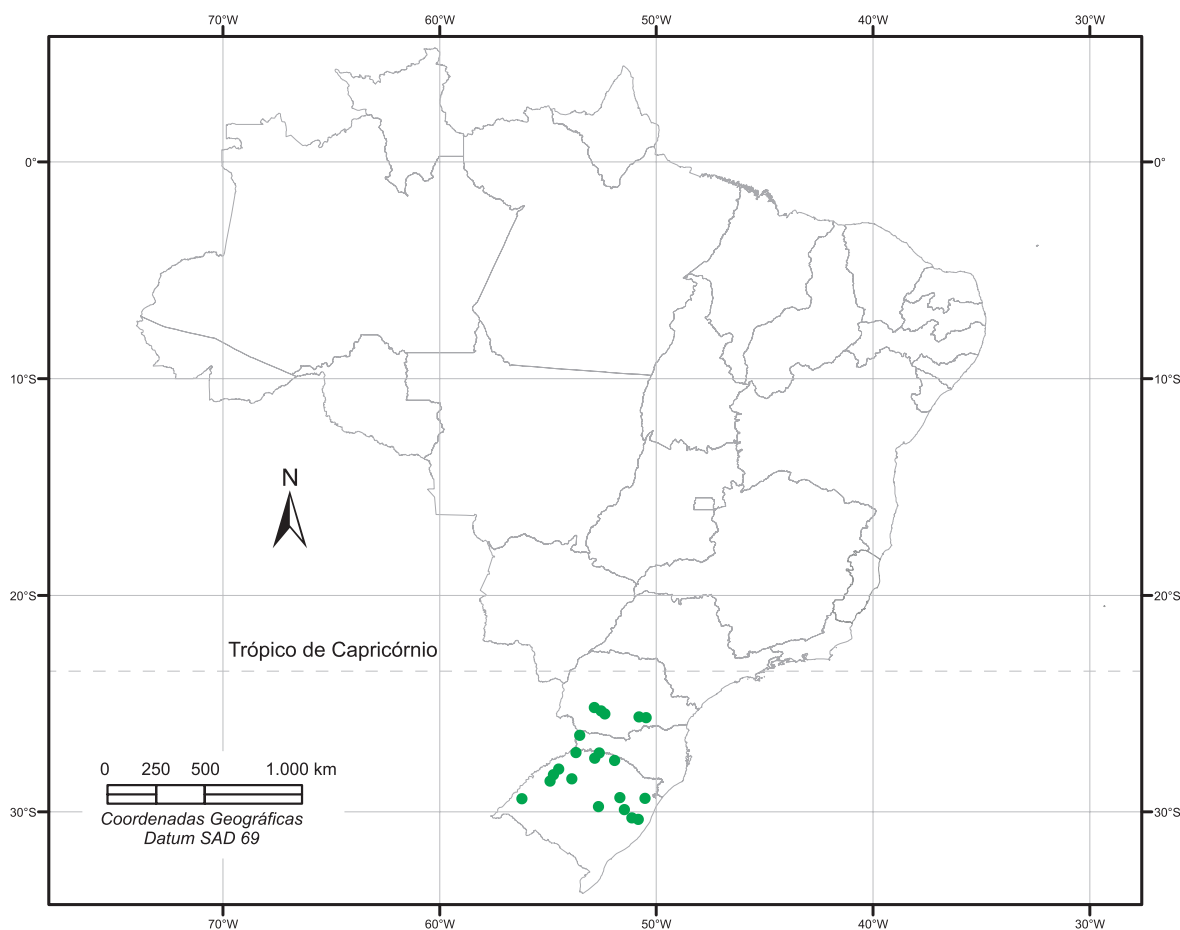 70°W 60°W 50°W 40°W 30°W
0° 0°
10°S 10°S
N
20°S 20°S
Trópico de Capricórnio
0 250 500 1.000 km
30°S 30°S
Coordenadas Geográficas
Datum SAD 69
70°W 60°W 50°W 40°W 30°W